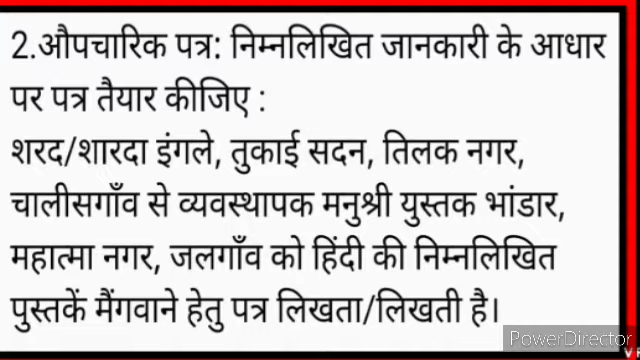 2.औपचारिक पत्र: निम्नलिखित जानकारी के आधार
पर पत्र तैयार कीजिए :
शरद/शारदा इंगले, तुकाई सदन, तिलक नगर,
चालीसगाँव से व्यवस्थापक मनुश्री युस्तक भांडार,
महात्मा नगर, जलगाँव को हिंदी की निम्नलिखित
पुस्तकें मैंगवाने हेतु पत्र लिखता/लिखती है।
PowerDirector